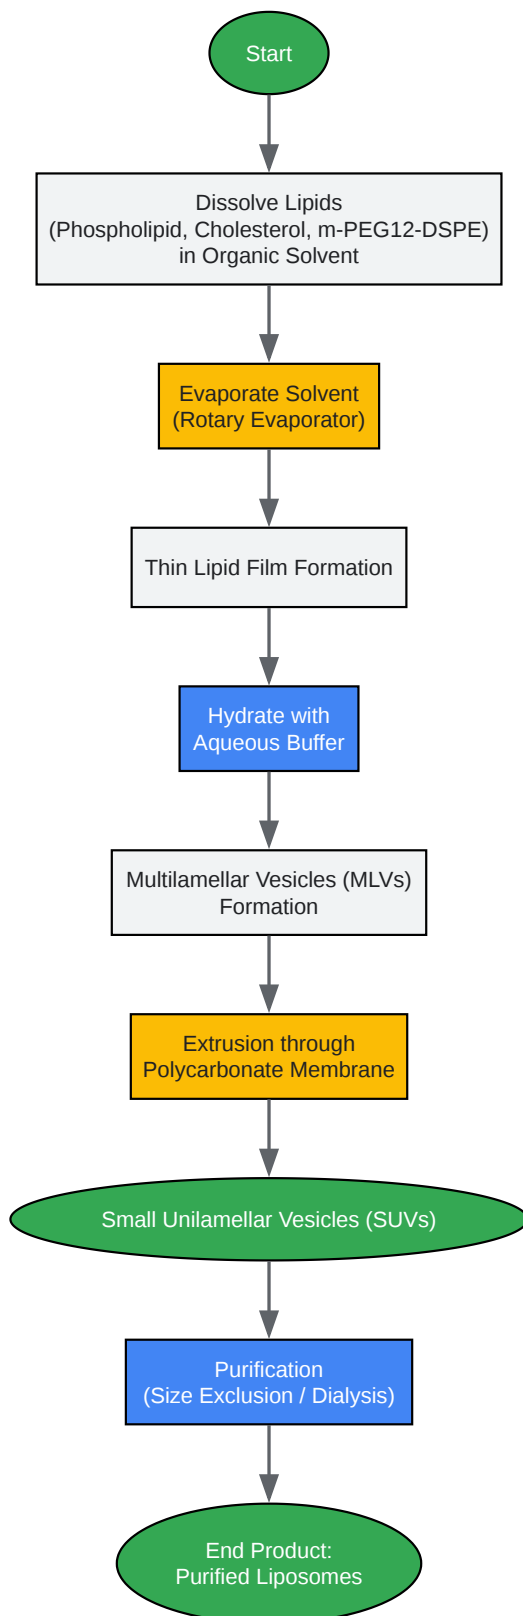 Start
Dissolve Lipids
(Phospholipid, Cholesterol, m-PEG12-DSPE)
in Organic Solvent
Evaporate Solvent
(Rotary Evaporator)
Thin Lipid Film Formation
Hydrate with
Aqueous Buffer
Multilamellar Vesicles (MLVs)
Formation
Extrusion through
Polycarbonate Membrane
Small Unilamellar Vesicles (SUVs)
Purification
(Size Exclusion / Dialysis)
End Product:
Purified Liposomes